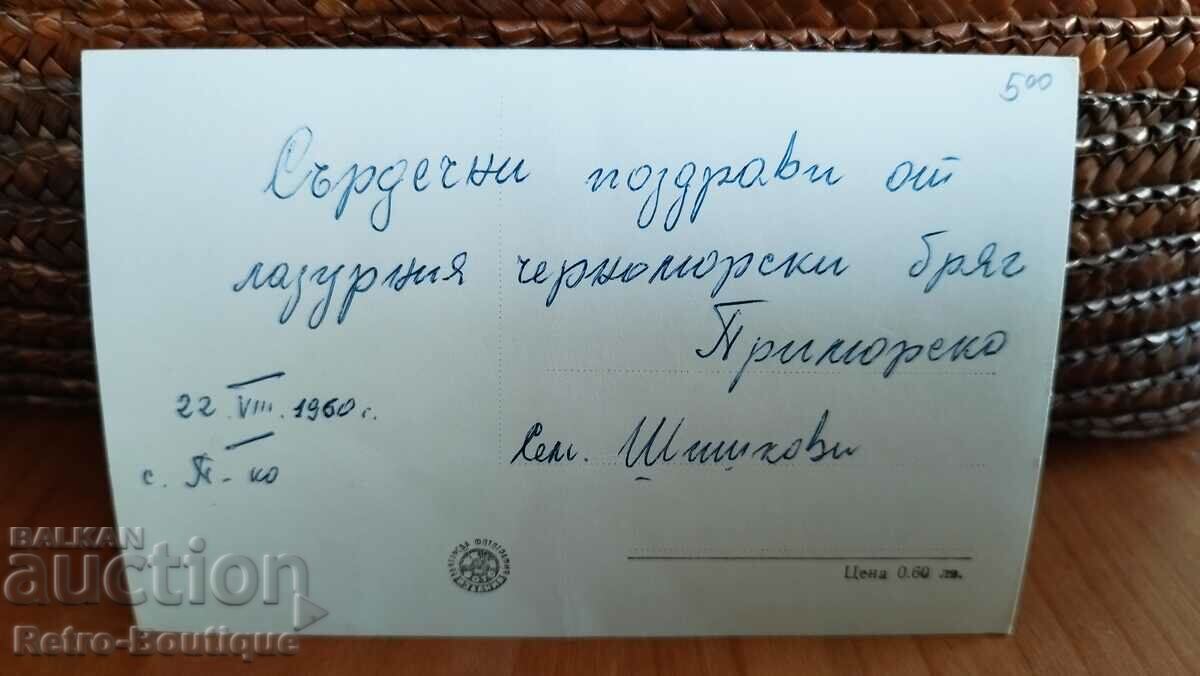 5⁰⁰
Сърдечни поздрави от
лазурния черноморски бряг
Приморско
22.VIII.1960 г.
с. П-ко
Сем. Шишкови
Цена 0.60 лв.
BALKAN
auction
Retro-Boutique